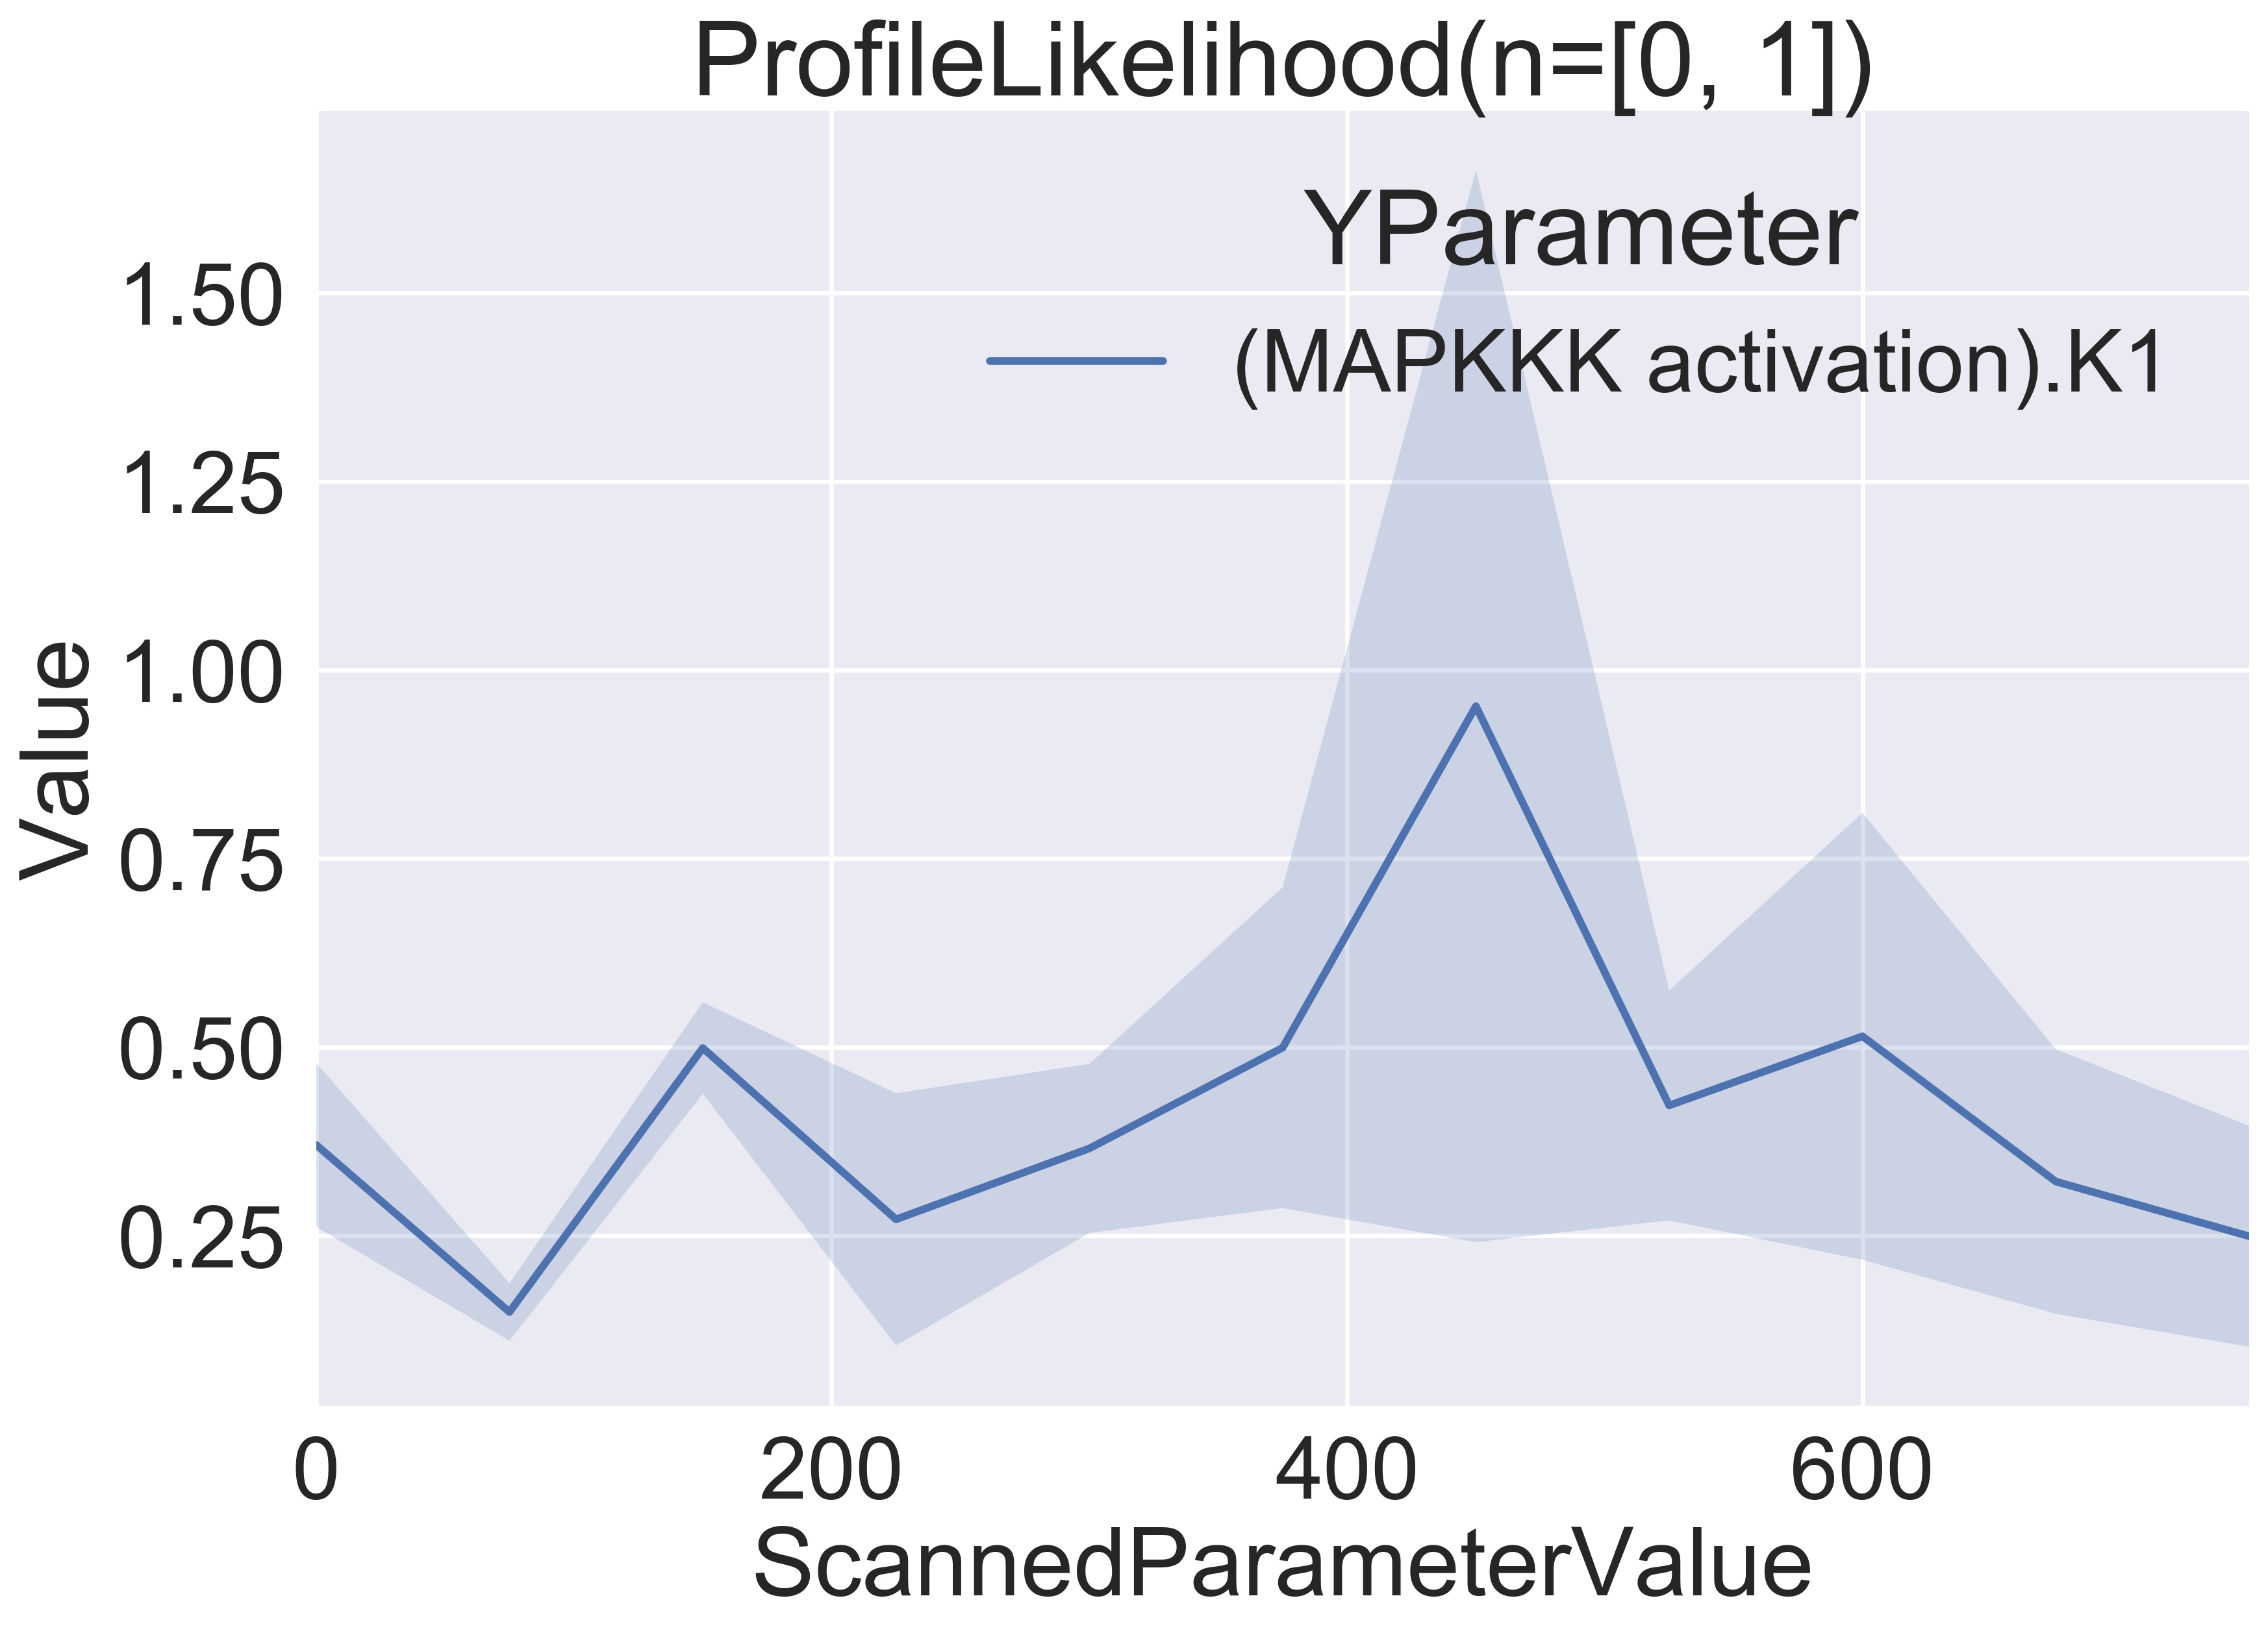 ProfileLikelihood(n=[0, 1])
YParameter
(MAPKKK activation).K1
Value
1.50
1.25
1.00
0.75
0.50
0.25
0 200 400 600
ScannedParameterValue